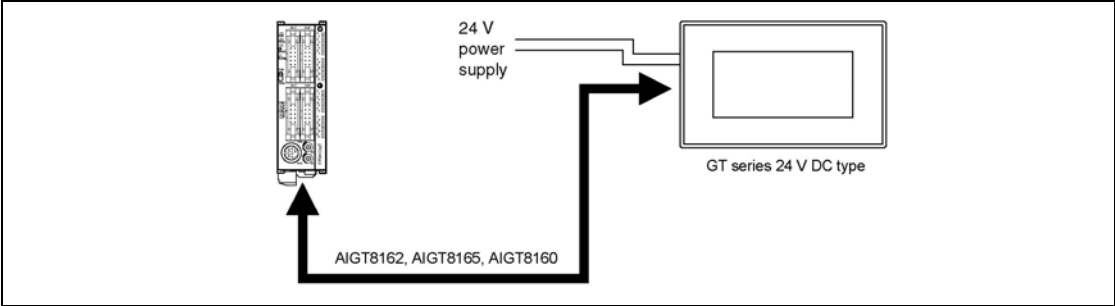 24 V
power
supply
GT series 24 V DC type
AIGT8162, AIGT8165, AIGT8160